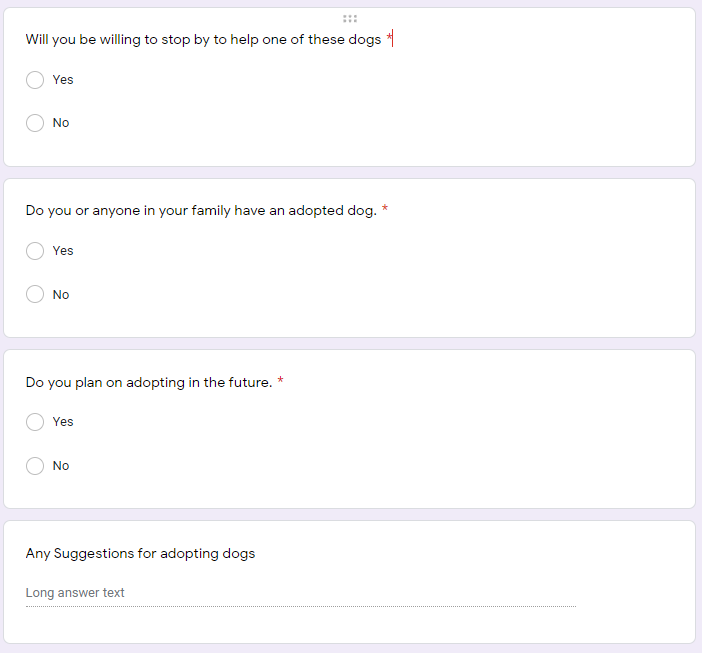 Will you be willing to stop by to help one of these dogs *
Yes
No
Do you or anyone in your family have an adopted dog. *
Yes
No
Do you plan on adopting in the future. *
Yes
No
Any Suggestions for adopting dogs
Long answer text